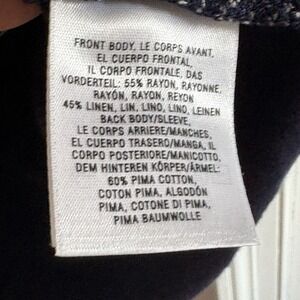 FRONT BODY, LE CORPS AVANT,
EL CUERPO FRONTAL,
IL CORPO FRONTALE, DAS
VORDERTEIL: 55% RAYON, RAYONNE,
RAYÓN, RAYON, REYON
45% LINEN, LIN, LINO, LINO, LEINEN
BACK BODY/SLEEVE,
LE CORPS ARRIERE/MANCHES,
EL CUERPO TRASERO/MANGA, IL
CORPO POSTERIORE/MANICOTTO,
DEM HINTEREN KÖRPER/ÄRMEL:
60% PIMA COTTON,
COTON PIMA, ALGODÓN
PIMA, COTONE DI PIMA,
PIMA BAUMWOLLE